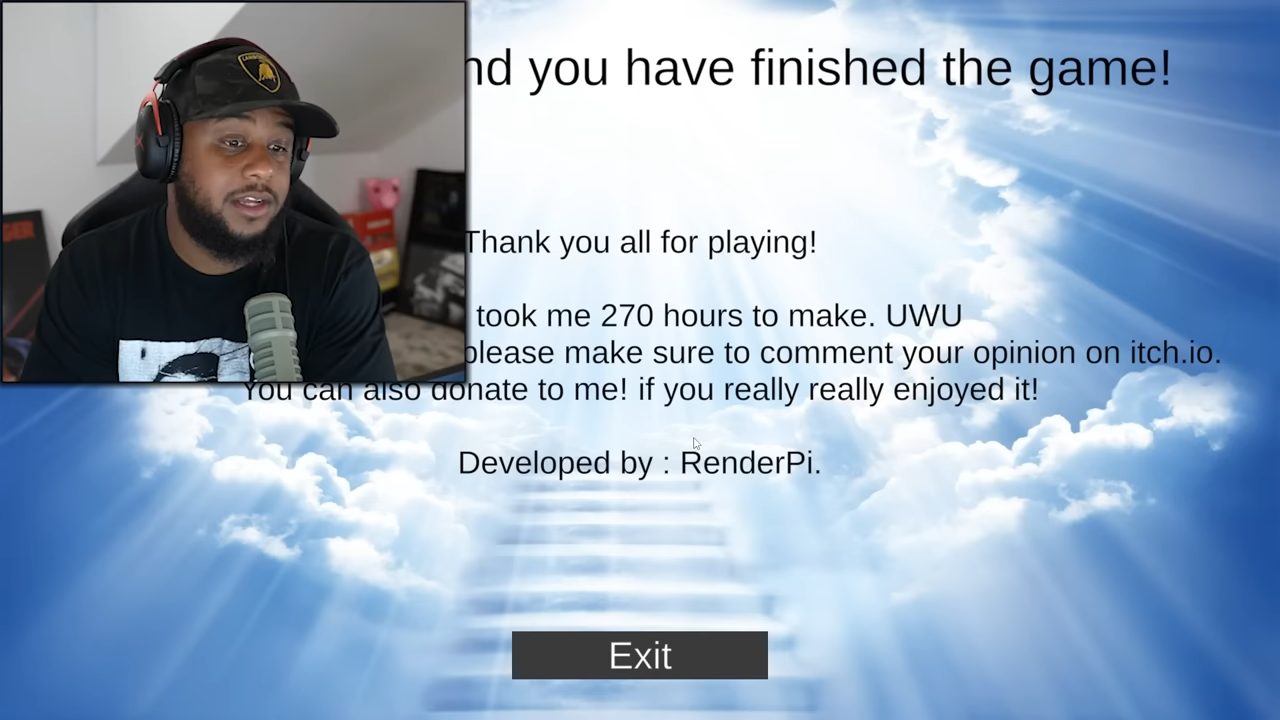 nd you have finished the game!
Thank you all for playing!
took me 270 hours to make. UWU
please make sure to comment your opinion on itch.io.
You can also donate to me! if you really really enjoyed it!
Developed by : RenderPi.
Exit